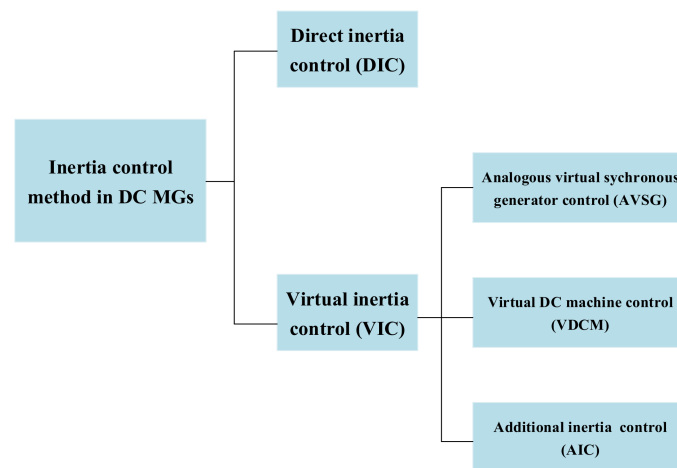 Direct inertia
control (DIC)
Inertia control
method in DC MGs
Analogous virtual sychronous
generator control (AVSG)
Virtual inertia
control (VIC)
Virtual DC machine control
(VDCM)
Additional inertia control
(AIC)